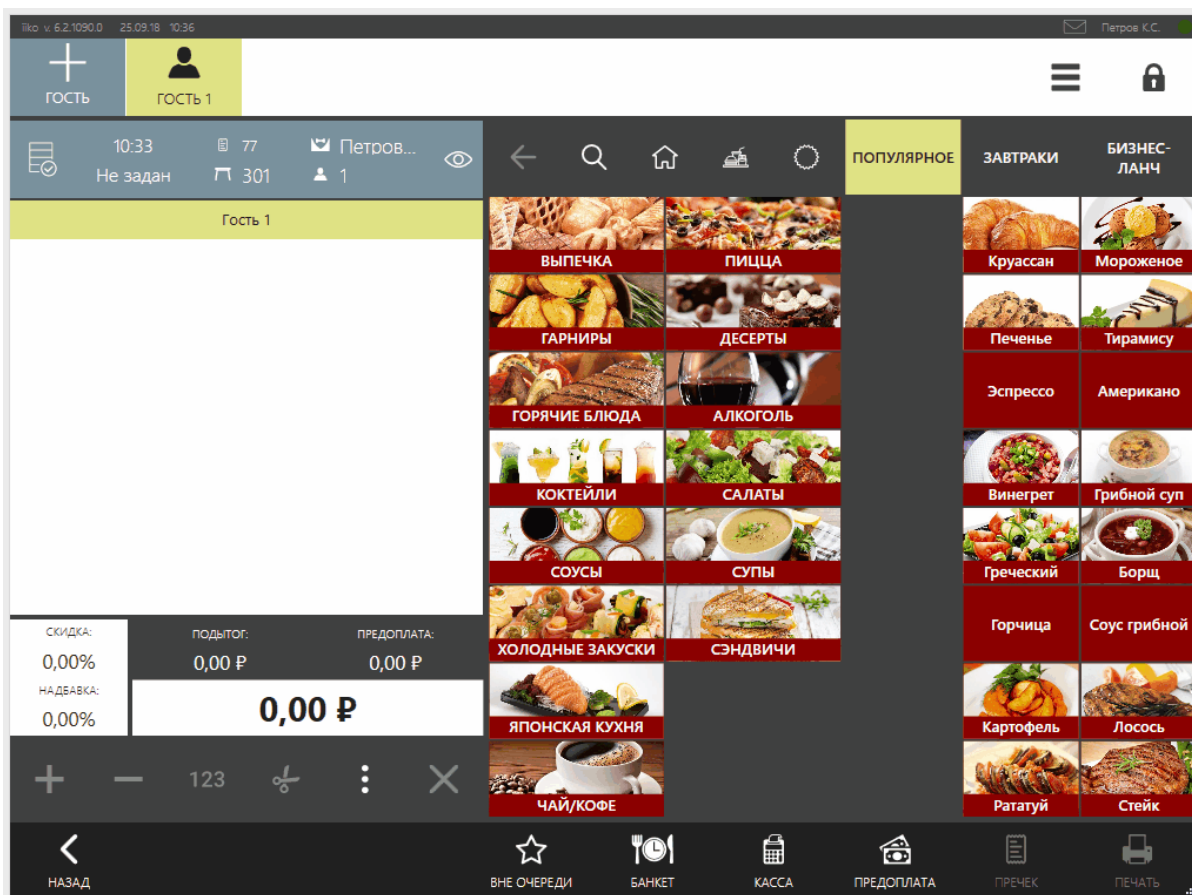 iiko v. 6.2.1090.0 25.09.18 10:36 Петров К.С.
ГОСТЬ
ГОСТЬ 1
10:33 77 Петров...
Не задан 301 1
ПОПУЛЯРНОЕ
ЗАВТРАКИ
БИЗНЕС-
ЛАНЧ
Гость 1
ВЫПЕЧКА
ПИЦЦА
Круассан
Мороженое
ГАРНИРЫ
ДЕСЕРТЫ
Печенье
Тирамису
ГОРЯЧИЕ БЛЮДА
АЛКОГОЛЬ
Эспрессо
Американо
КОКТЕЙЛИ
САЛАТЫ
Винегрет
Грибной суп
СОУСЫ
СУПЫ
Греческий
Борщ
ХОЛОДНЫЕ ЗАКУСКИ
СЭНДВИЧИ
Горчица
Соус грибной
ЯПОНСКАЯ КУХНЯ
Картофель
Лосось
ЧАЙ/КОФЕ
Рататуй
Стейк
СКИДКА:
0,00%
НАДБАВКА:
0,00%
ПОДЫТОГ:
0,00 ₽
ПРЕДОПЛАТА:
0,00 ₽
0,00 ₽
123
НАЗАД
ВНЕ ОЧЕРЕДИ
БАНКЕТ
КАССА
ПРЕДОПЛАТА
ПРЕЧЕК
ПЕЧАТЬ